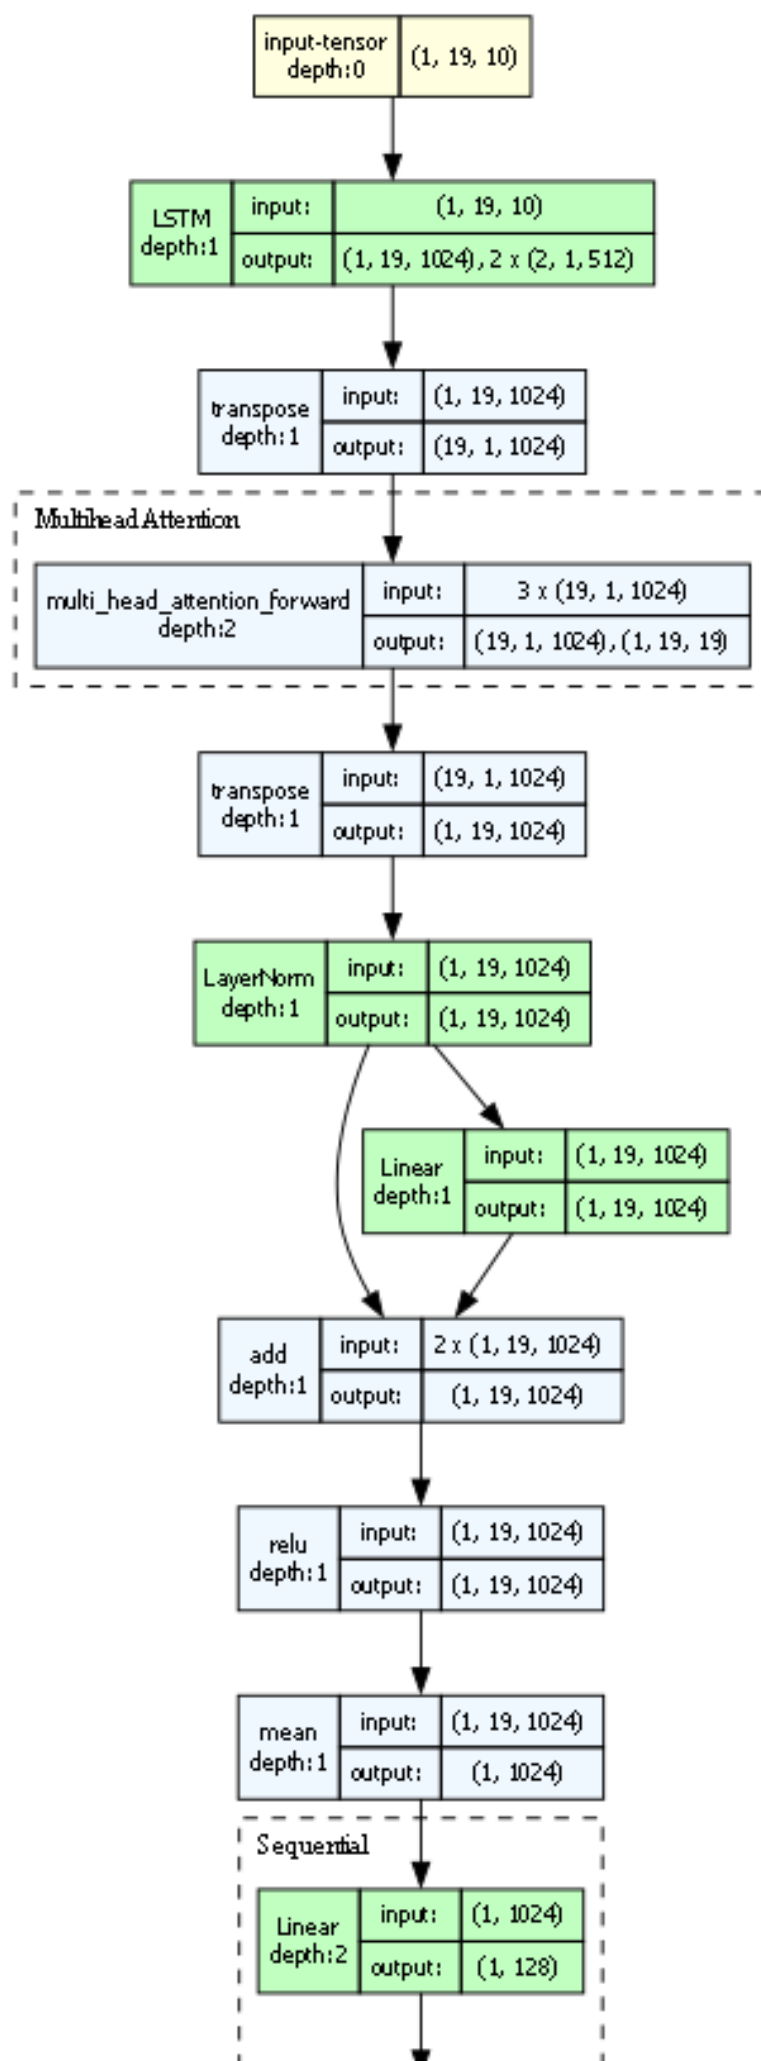 input-tensor
depth:0
(1, 19, 10)
LSTM
depth:1
input:
(1, 19, 10)
output:
(1, 19, 1024), 2 x (2, 1, 512)
transpose
depth:1
input:
(1, 19, 1024)
output:
(19, 1, 1024)
Multihead Attention
multi_head_attention_forward
depth:2
input:
3 x (19, 1, 1024)
output:
(19, 1, 1024), (1, 19, 19)
transpose
depth:1
input:
(19, 1, 1024)
output:
(1, 19, 1024)
LayerNorm
depth:1
input:
(1, 19, 1024)
output:
(1, 19, 1024)
Linear
depth:1
input:
(1, 19, 1024)
output:
(1, 19, 1024)
add
depth:1
input:
2 x (1, 19, 1024)
output:
(1, 19, 1024)
relu
depth:1
input:
(1, 19, 1024)
output:
(1, 19, 1024)
mean
depth:1
input:
(1, 19, 1024)
output:
(1, 1024)
Sequential
Linear
depth:2
input:
(1, 1024)
output:
(1, 128)